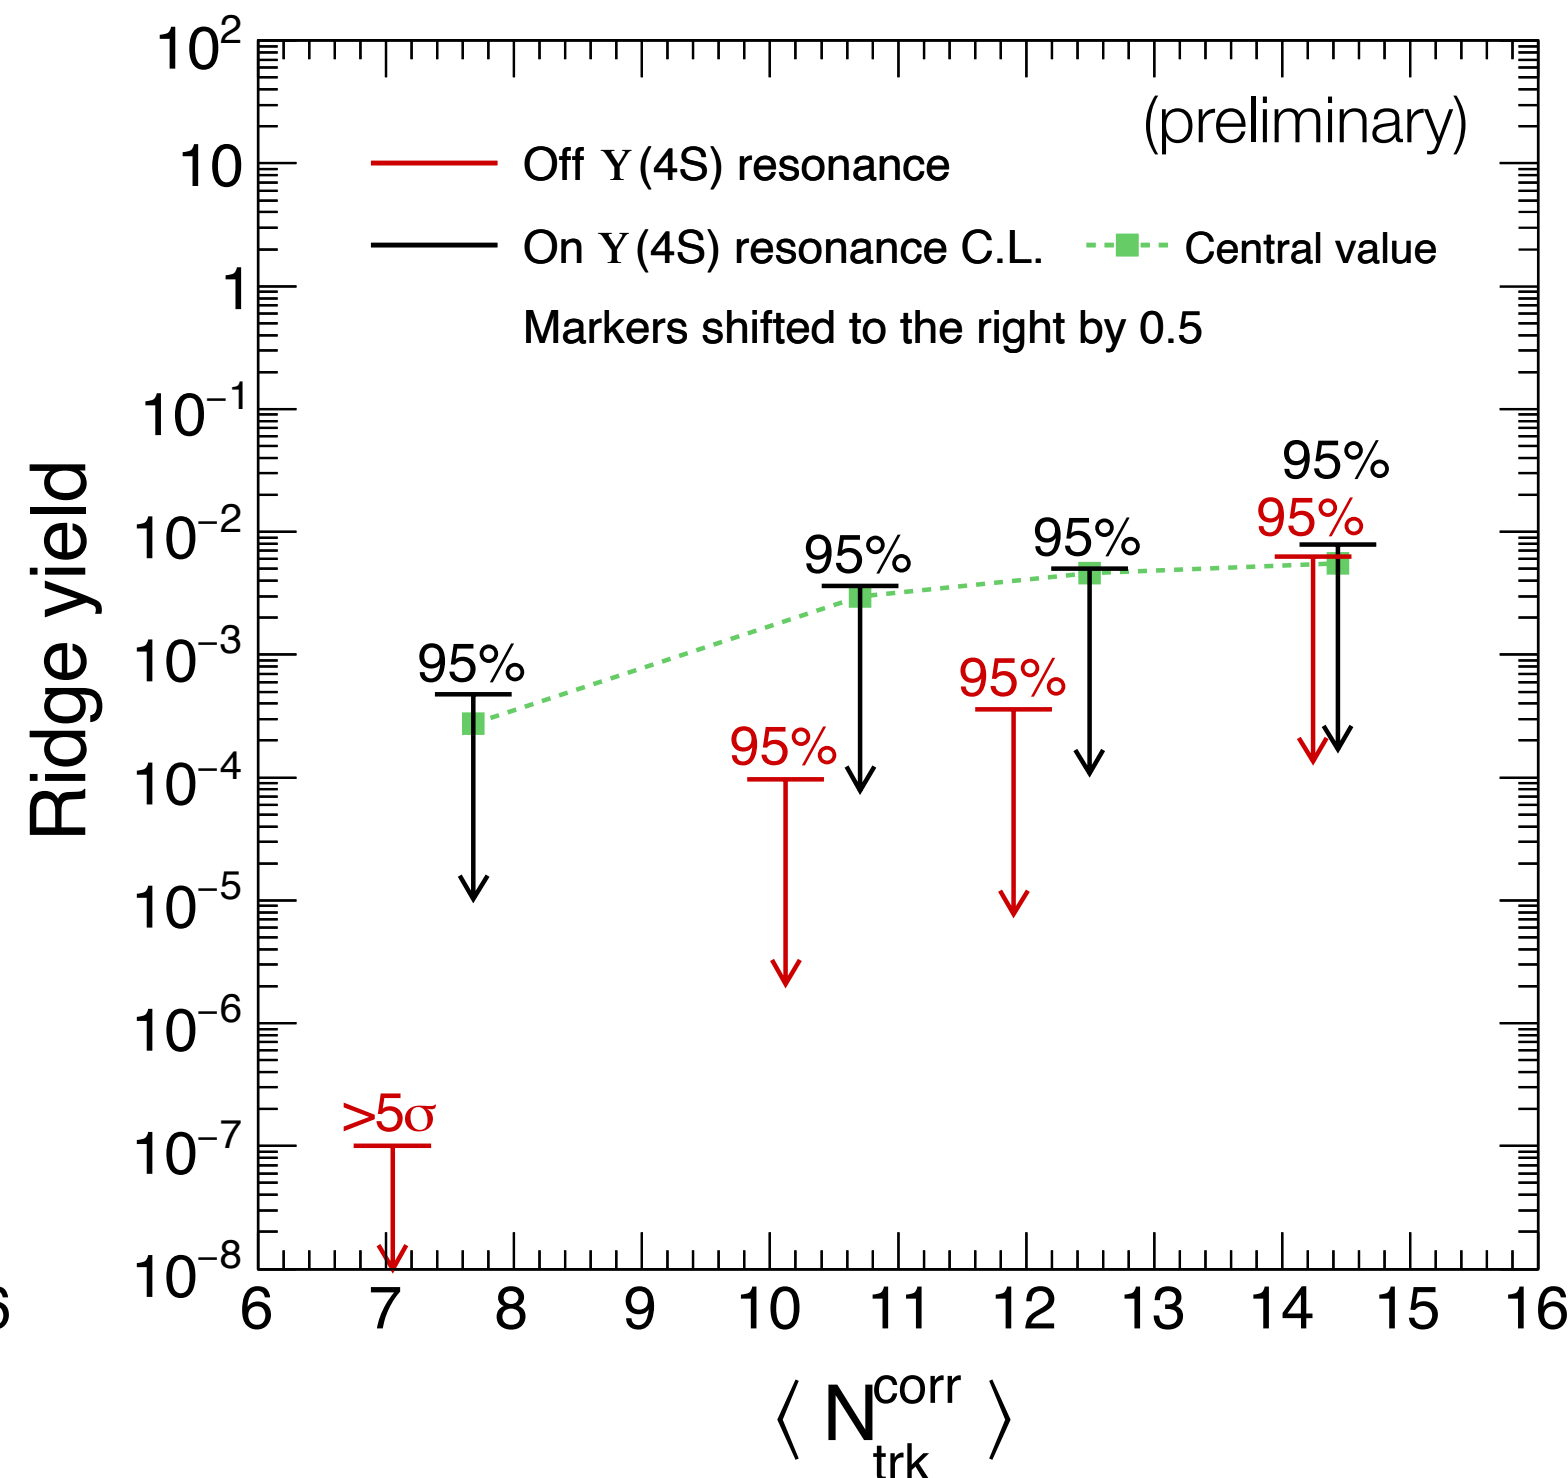 10²
(preliminary)
Off Υ(4S) resonance
10
On Υ(4S) resonance C.L.
Central value
1
Markers shifted to the right by 0.5
10⁻¹
Ridge yield
95%
95%
10⁻²
95%
95%
10⁻³
95%
95%
95%
10⁻⁴
10⁻⁵
10⁻⁶
>5σ
10⁻⁷
10⁻⁸
6 7 8 9 10 11 12 13 14 15 16
⟨ N_trk^corr ⟩